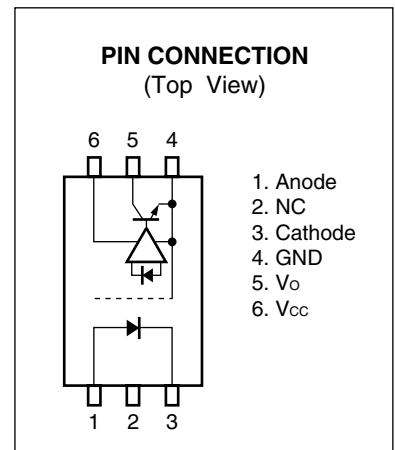 PIN CONNECTION
(Top View)
6 5 4
1. Anode
2. NC
3. Cathode
4. GND
5. Vo
6. Vcc
1 2 3